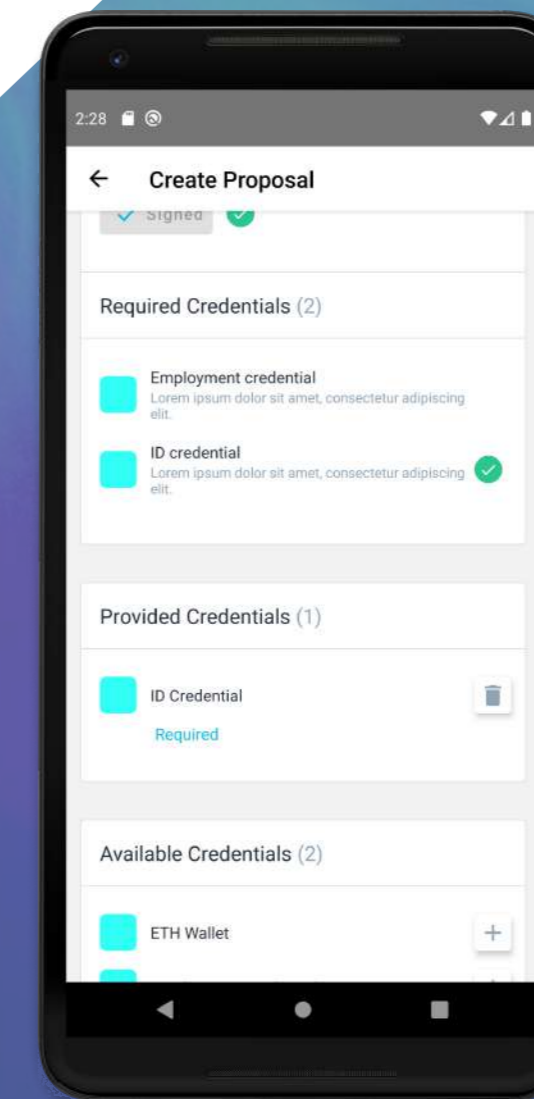 2:28
Create Proposal
Signed
Required Credentials (2)
Employment credential
Lorem ipsum dolor sit amet, consectetur adipiscing
elit.
ID credential
Lorem ipsum dolor sit amet, consectetur adipiscing
elit.
Provided Credentials (1)
ID Credential
Required
Available Credentials (2)
ETH Wallet